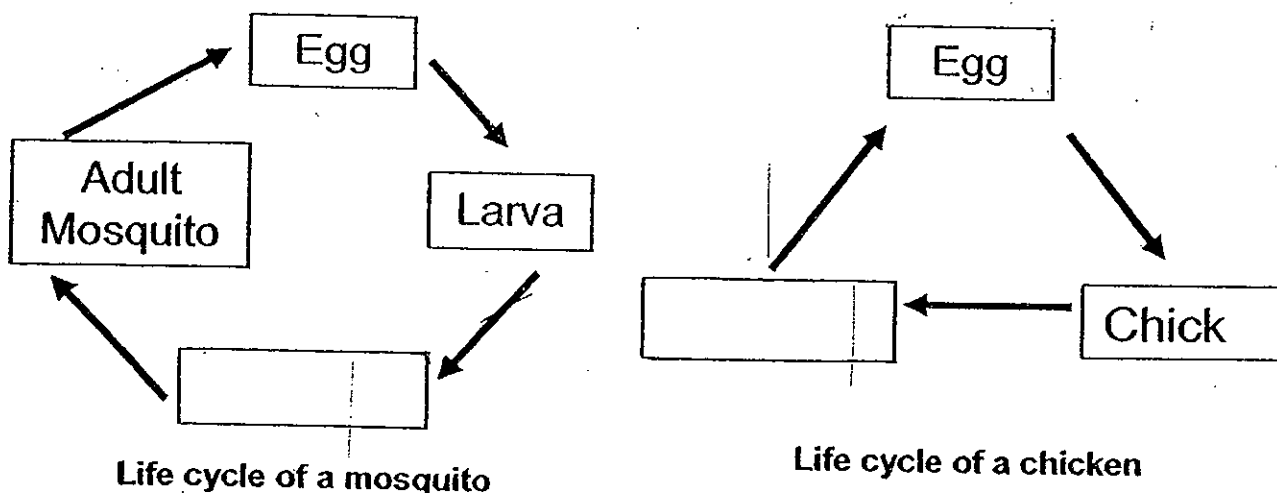 Egg
Adult
Mosquito
Larva
Life cycle of a mosquito
Egg
Chick
Life cycle of a chicken